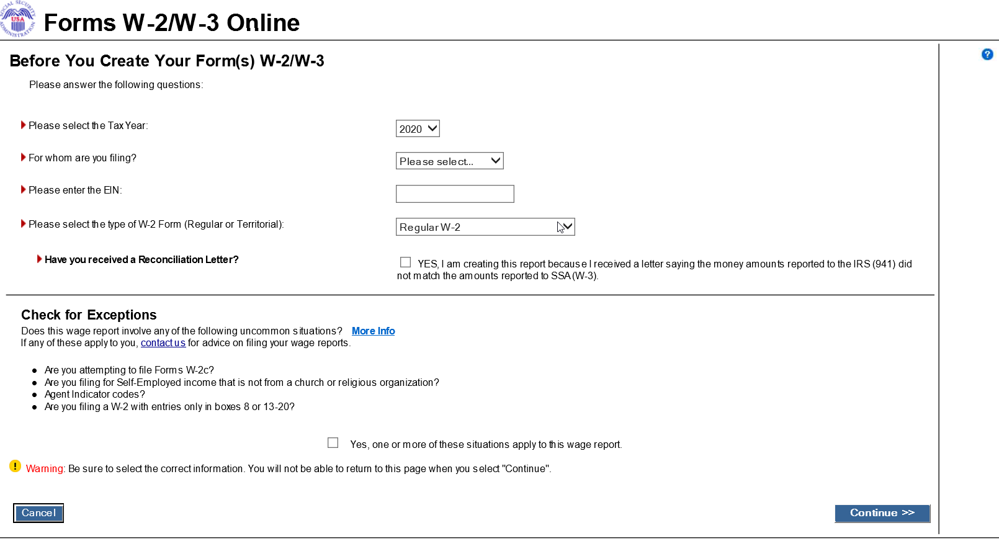 SOCIAL SECURITY ADMINISTRATION
USA
Forms W-2/W-3 Online
Before You Create Your Form(s) W-2/W-3
?
Please answer the following questions:
Please select the Tax Year:
2020
For whom are you filing?
Please select...
Please enter the EIN:
Please select the type of W-2 Form (Regular or Territorial):
Regular W-2
Have you received a Reconciliation Letter?
YES, I am creating this report because I received a letter saying the money amounts reported to the IRS (941) did
not match the amounts reported to SSA (W-3).
Check for Exceptions
Does this wage report involve any of the following uncommon situations? More Info
If any of these apply to you, contact us for advice on filing your wage reports.
● Are you attempting to file Forms W-2c?
● Are you filing for Self-Employed income that is not from a church or religious organization?
● Agent Indicator codes?
● Are you filing a W-2 with entries only in boxes 8 or 13-20?
Yes, one or more of these situations apply to this wage report.
! Warning: Be sure to select the correct information. You will not be able to return to this page when you select "Continue".
Cancel
Continue >>